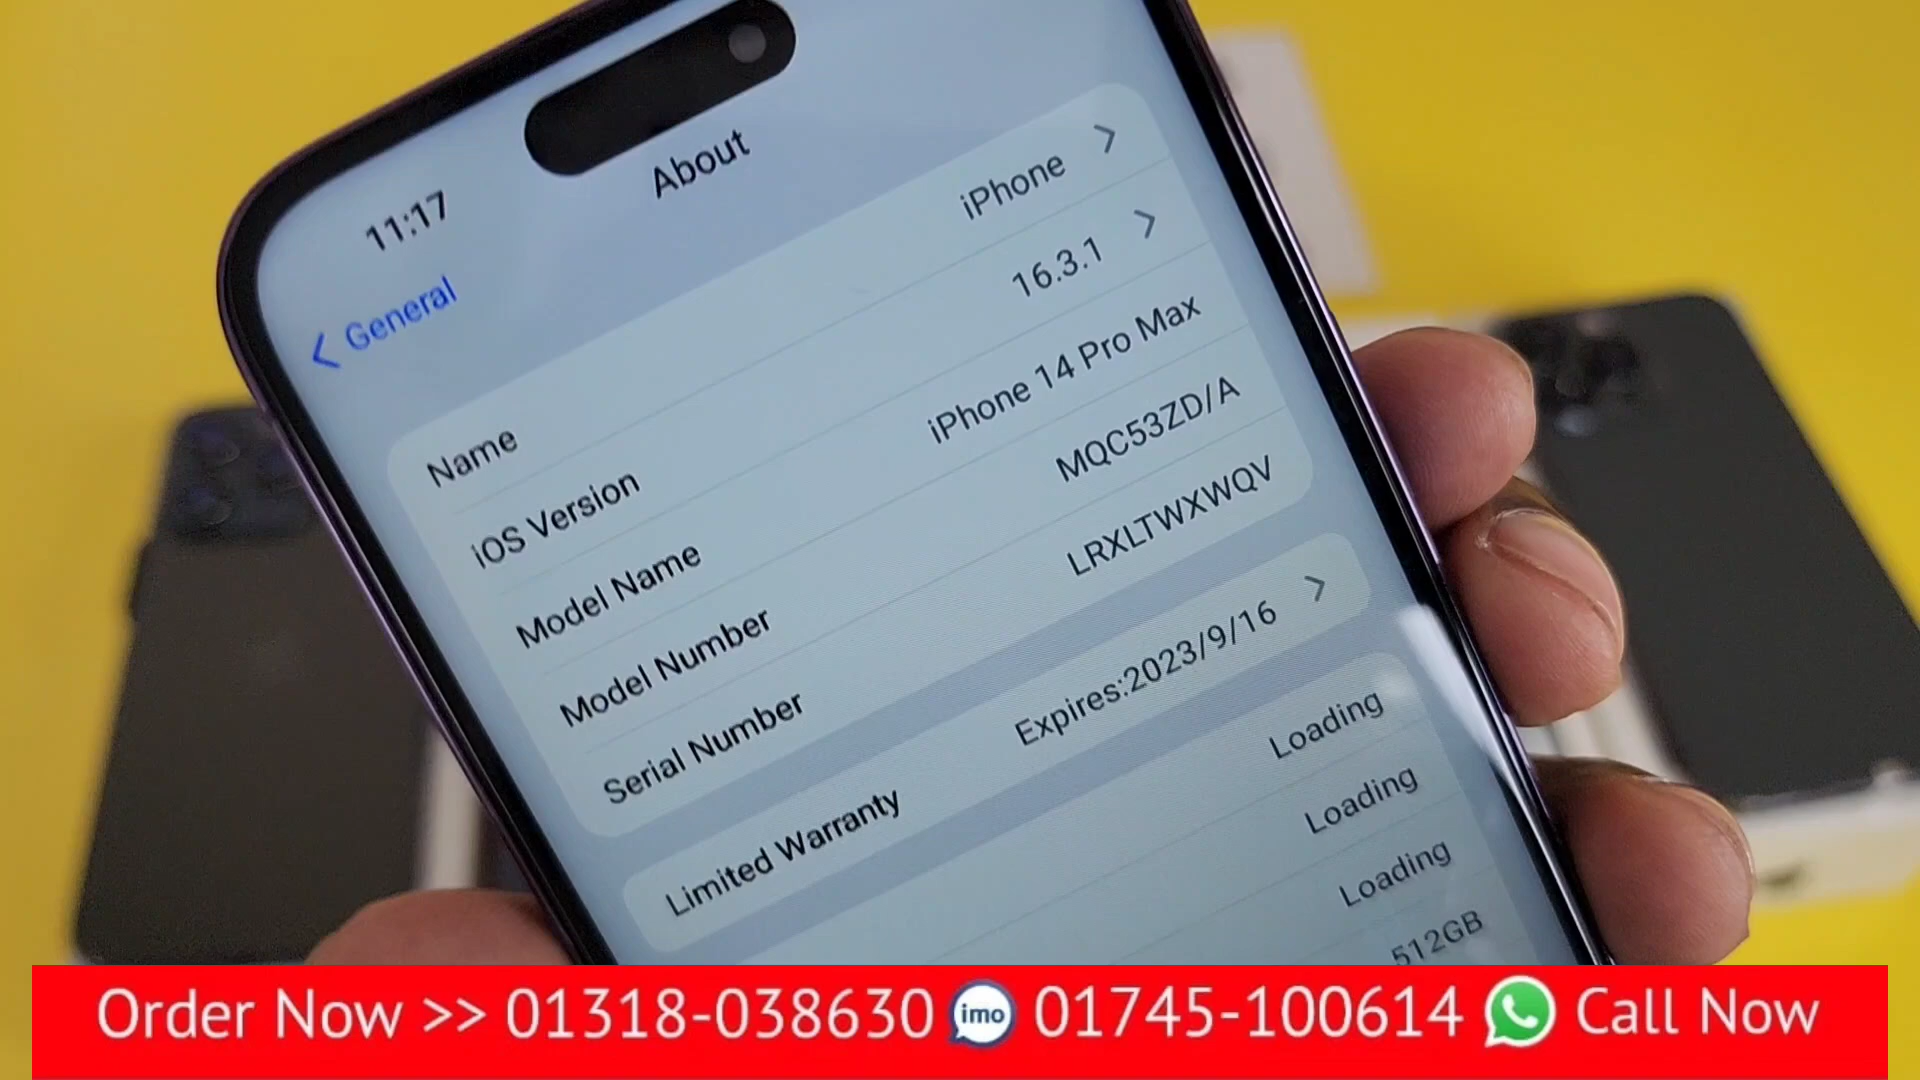 11:17
About
General
Name
iPhone
iOS Version
16.3.1
Model Name
iPhone 14 Pro Max
Model Number
MQC53ZD/A
Serial Number
LRXLTWXWQV
Limited Warranty
Expires:2023/9/16
Loading
Loading
Loading
512GB
Order Now >> 01318-038630 imo 01745-100614 Call Now